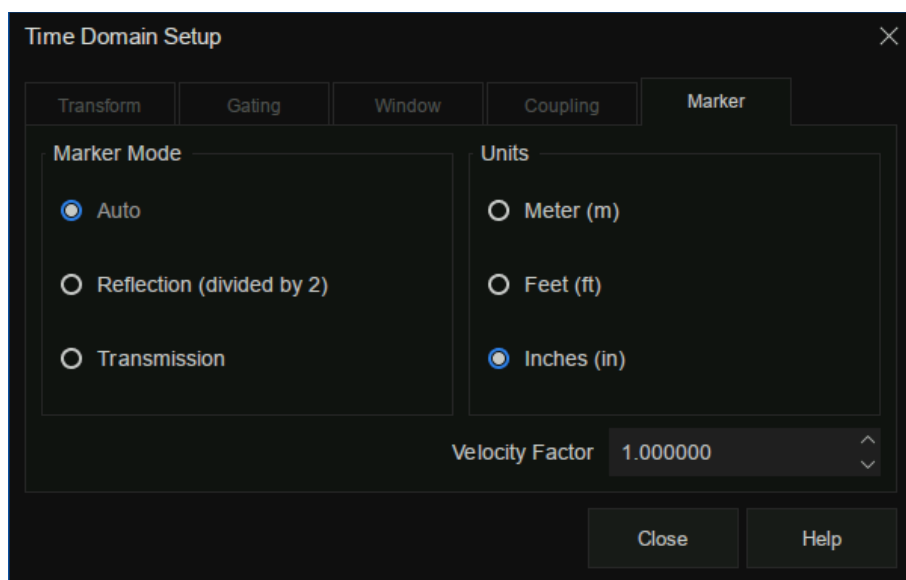 Time Domain Setup
Transform Gating Window Coupling Marker
Marker Mode
Auto
Reflection (divided by 2)
Transmission
Units
Meter (m)
Feet (ft)
Inches (in)
Velocity Factor 1.000000
Close Help